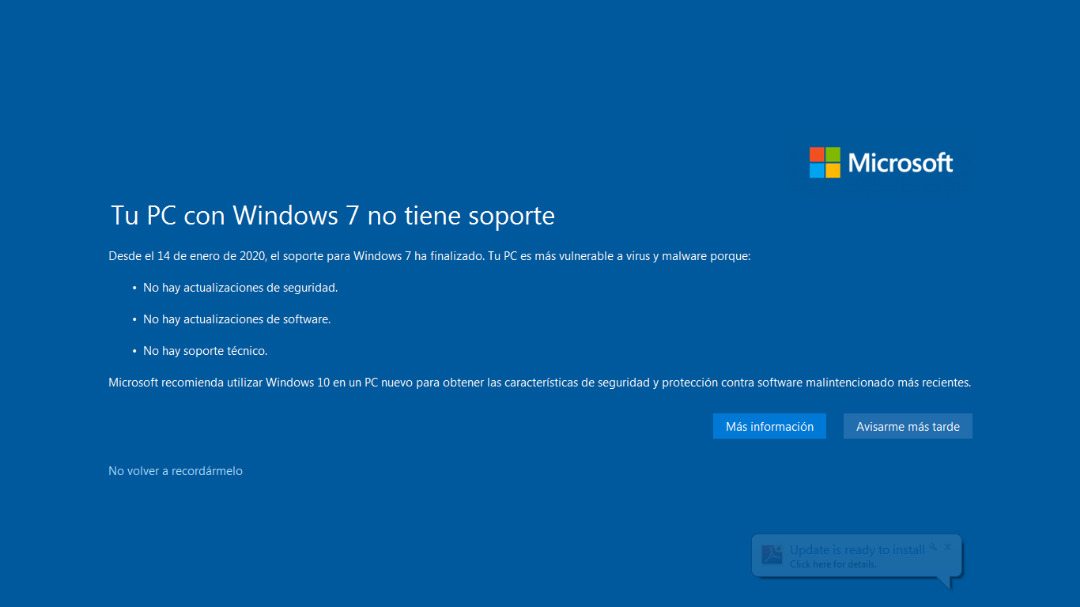 Microsoft
Tu PC con Windows 7 no tiene soporte
Desde el 14 de enero de 2020, el soporte para Windows 7 ha finalizado. Tu PC es más vulnerable a virus y malware porque:
• No hay actualizaciones de seguridad.
• No hay actualizaciones de software.
• No hay soporte técnico.
Microsoft recomienda utilizar Windows 10 en un PC nuevo para obtener las características de seguridad y protección contra software malintencionado más recientes.
Más información
Avisarme más tarde
No volver a recordármelo
Update is ready to install
Click here for details.